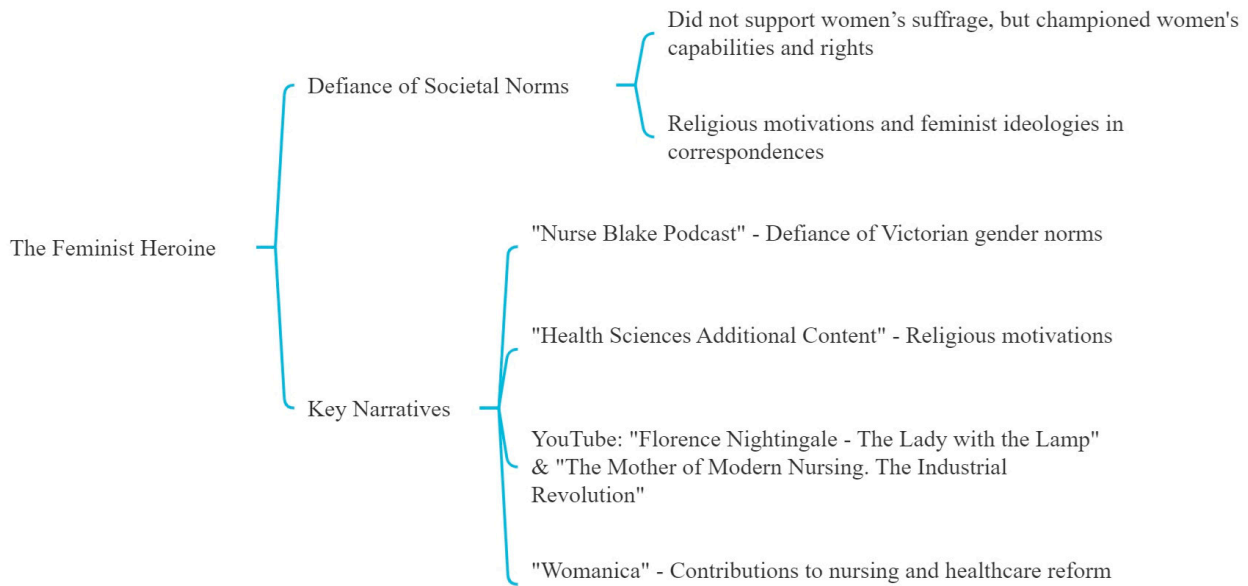 Did not support women’s suffrage, but championed women's
capabilities and rights
Defiance of Societal Norms
Religious motivations and feminist ideologies in
correspondences
The Feminist Heroine
"Nurse Blake Podcast" - Defiance of Victorian gender norms
"Health Sciences Additional Content" - Religious motivations
Key Narratives
YouTube: "Florence Nightingale - The Lady with the Lamp"
& "The Mother of Modern Nursing. The Industrial
Revolution"
"Womanica" - Contributions to nursing and healthcare reform